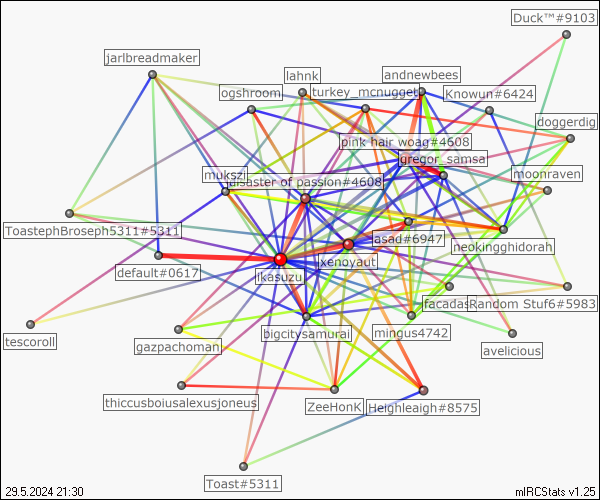 Duck™#9103
jarlbreadmaker
lahnk
andnewbees
ogshroom
turkey_mcnugget
Knowun#6424
doggerdig
pink hair woag#4608
gregor_samsa
mukszi
moonraven
disaster of passion#4608
ToastephBroseph5311#5311
asad#6947
neokingghidorah
xenoyaut
default#0617
ikasuzu
facadas
Random Stuf6#5983
bigcitysamurai
mingus4742
tescoroll
gazpachoman
avelicious
thiccusboiusalexusjoneus
ZeeHonK
Heighleaigh#8575
Toast#5311
29.5.2024 21:30
mIRCStats v1.25